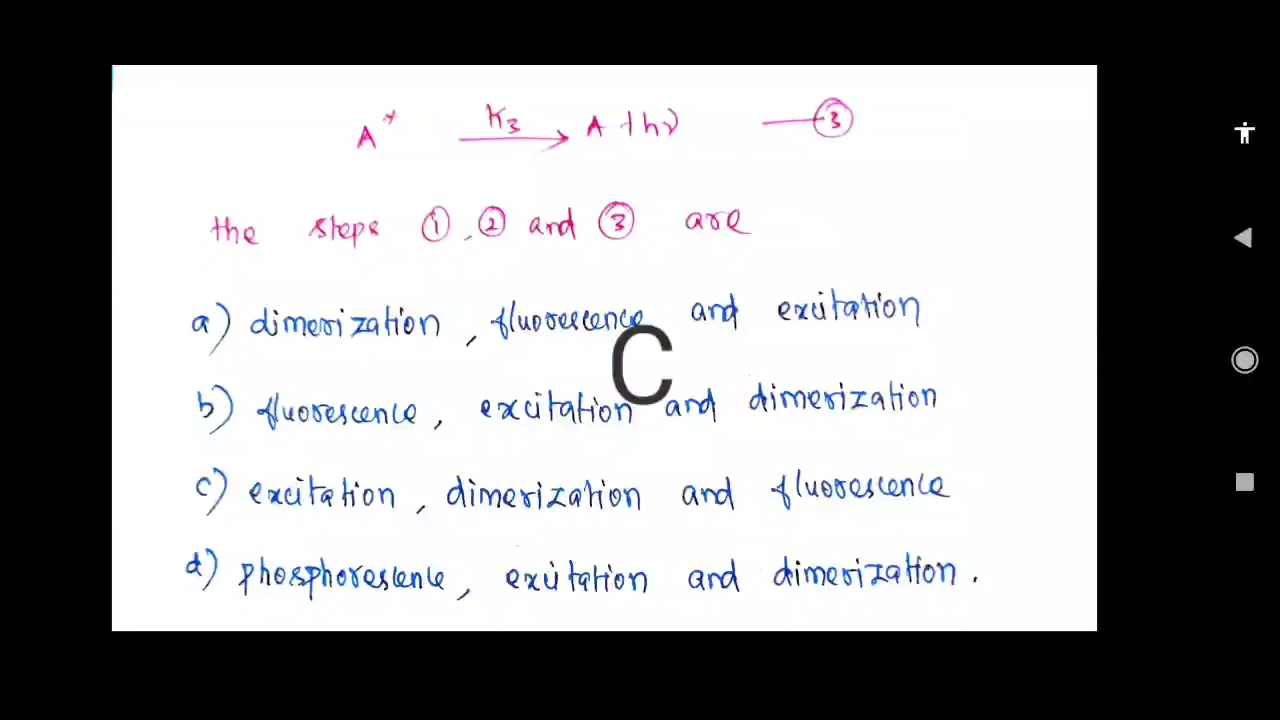 A* K3 → A + hν — ③
the steps ①, ② and ③ are
a) dimerization, fluorescence and excitation
C
b) fluorescence, excitation and dimerization
c) excitation, dimerization and fluorescence
d) phosphorescence, excitation and dimerization.